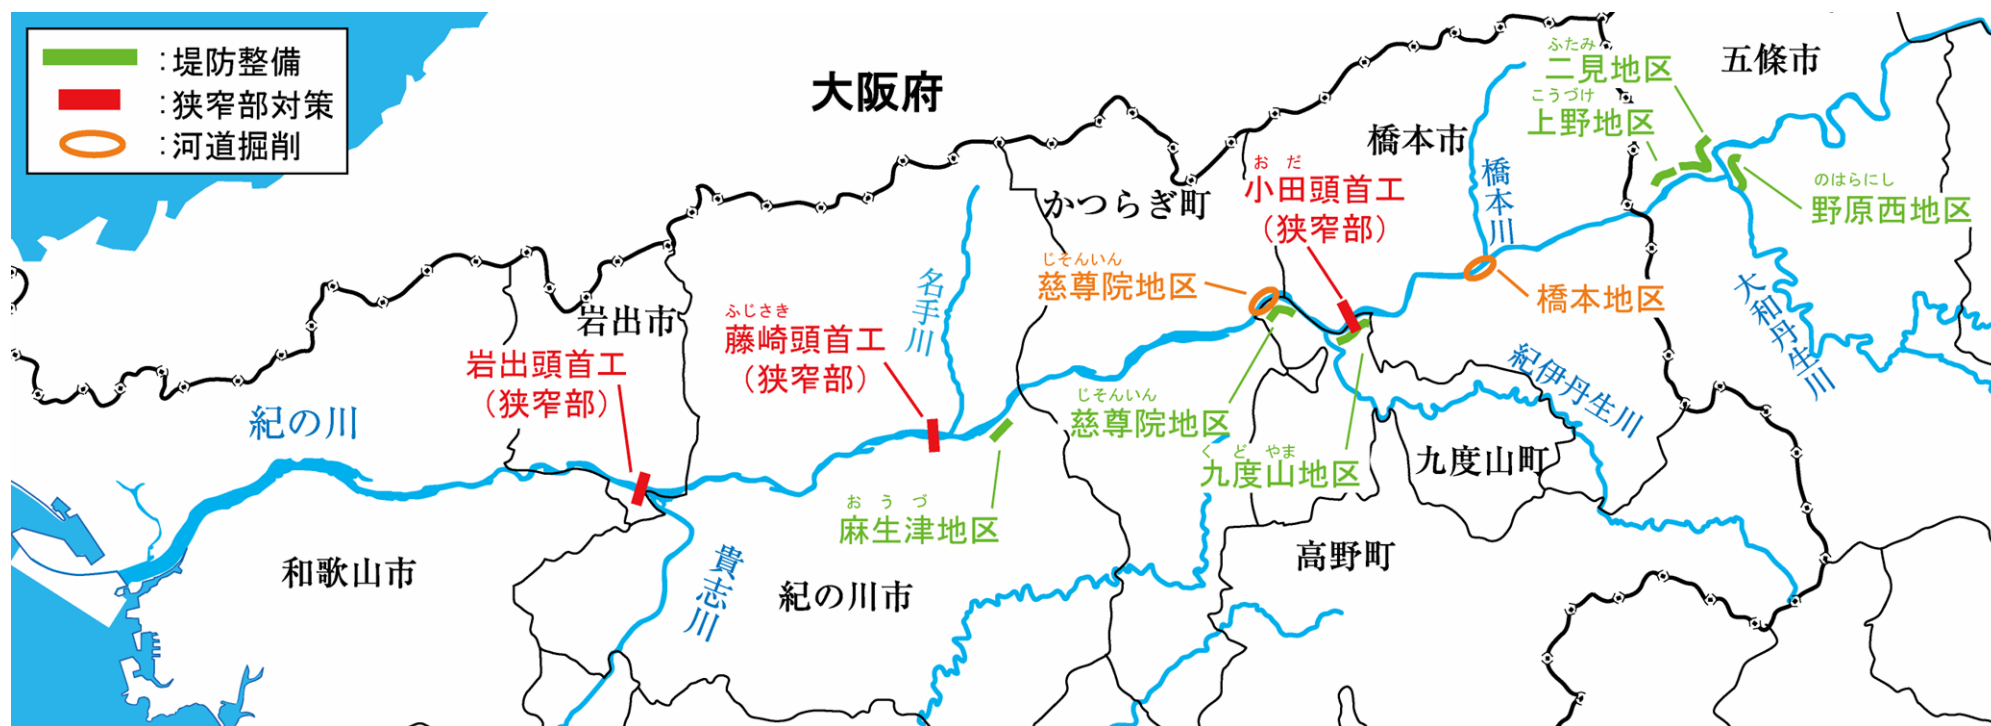 ：堤防整備
：狭窄部対策
：河道掘削
大阪府
五條市
ふたみ
二見地区
こうづけ
上野地区
のはらにし
野原西地区
橋本市
橋本川
おだ
小田頭首工
（狭窄部）
かつらぎ町
じそんいん
慈尊院地区
橋本地区
大和丹生川
紀伊丹生川
岩出市
ふじさき
藤崎頭首工
（狭窄部）
名手川
岩出頭首工
（狭窄部）
紀の川
じそんいん
慈尊院地区
くどやま
九度山地区
九度山町
おうづ
麻生津地区
高野町
和歌山市
貴志川
紀の川市